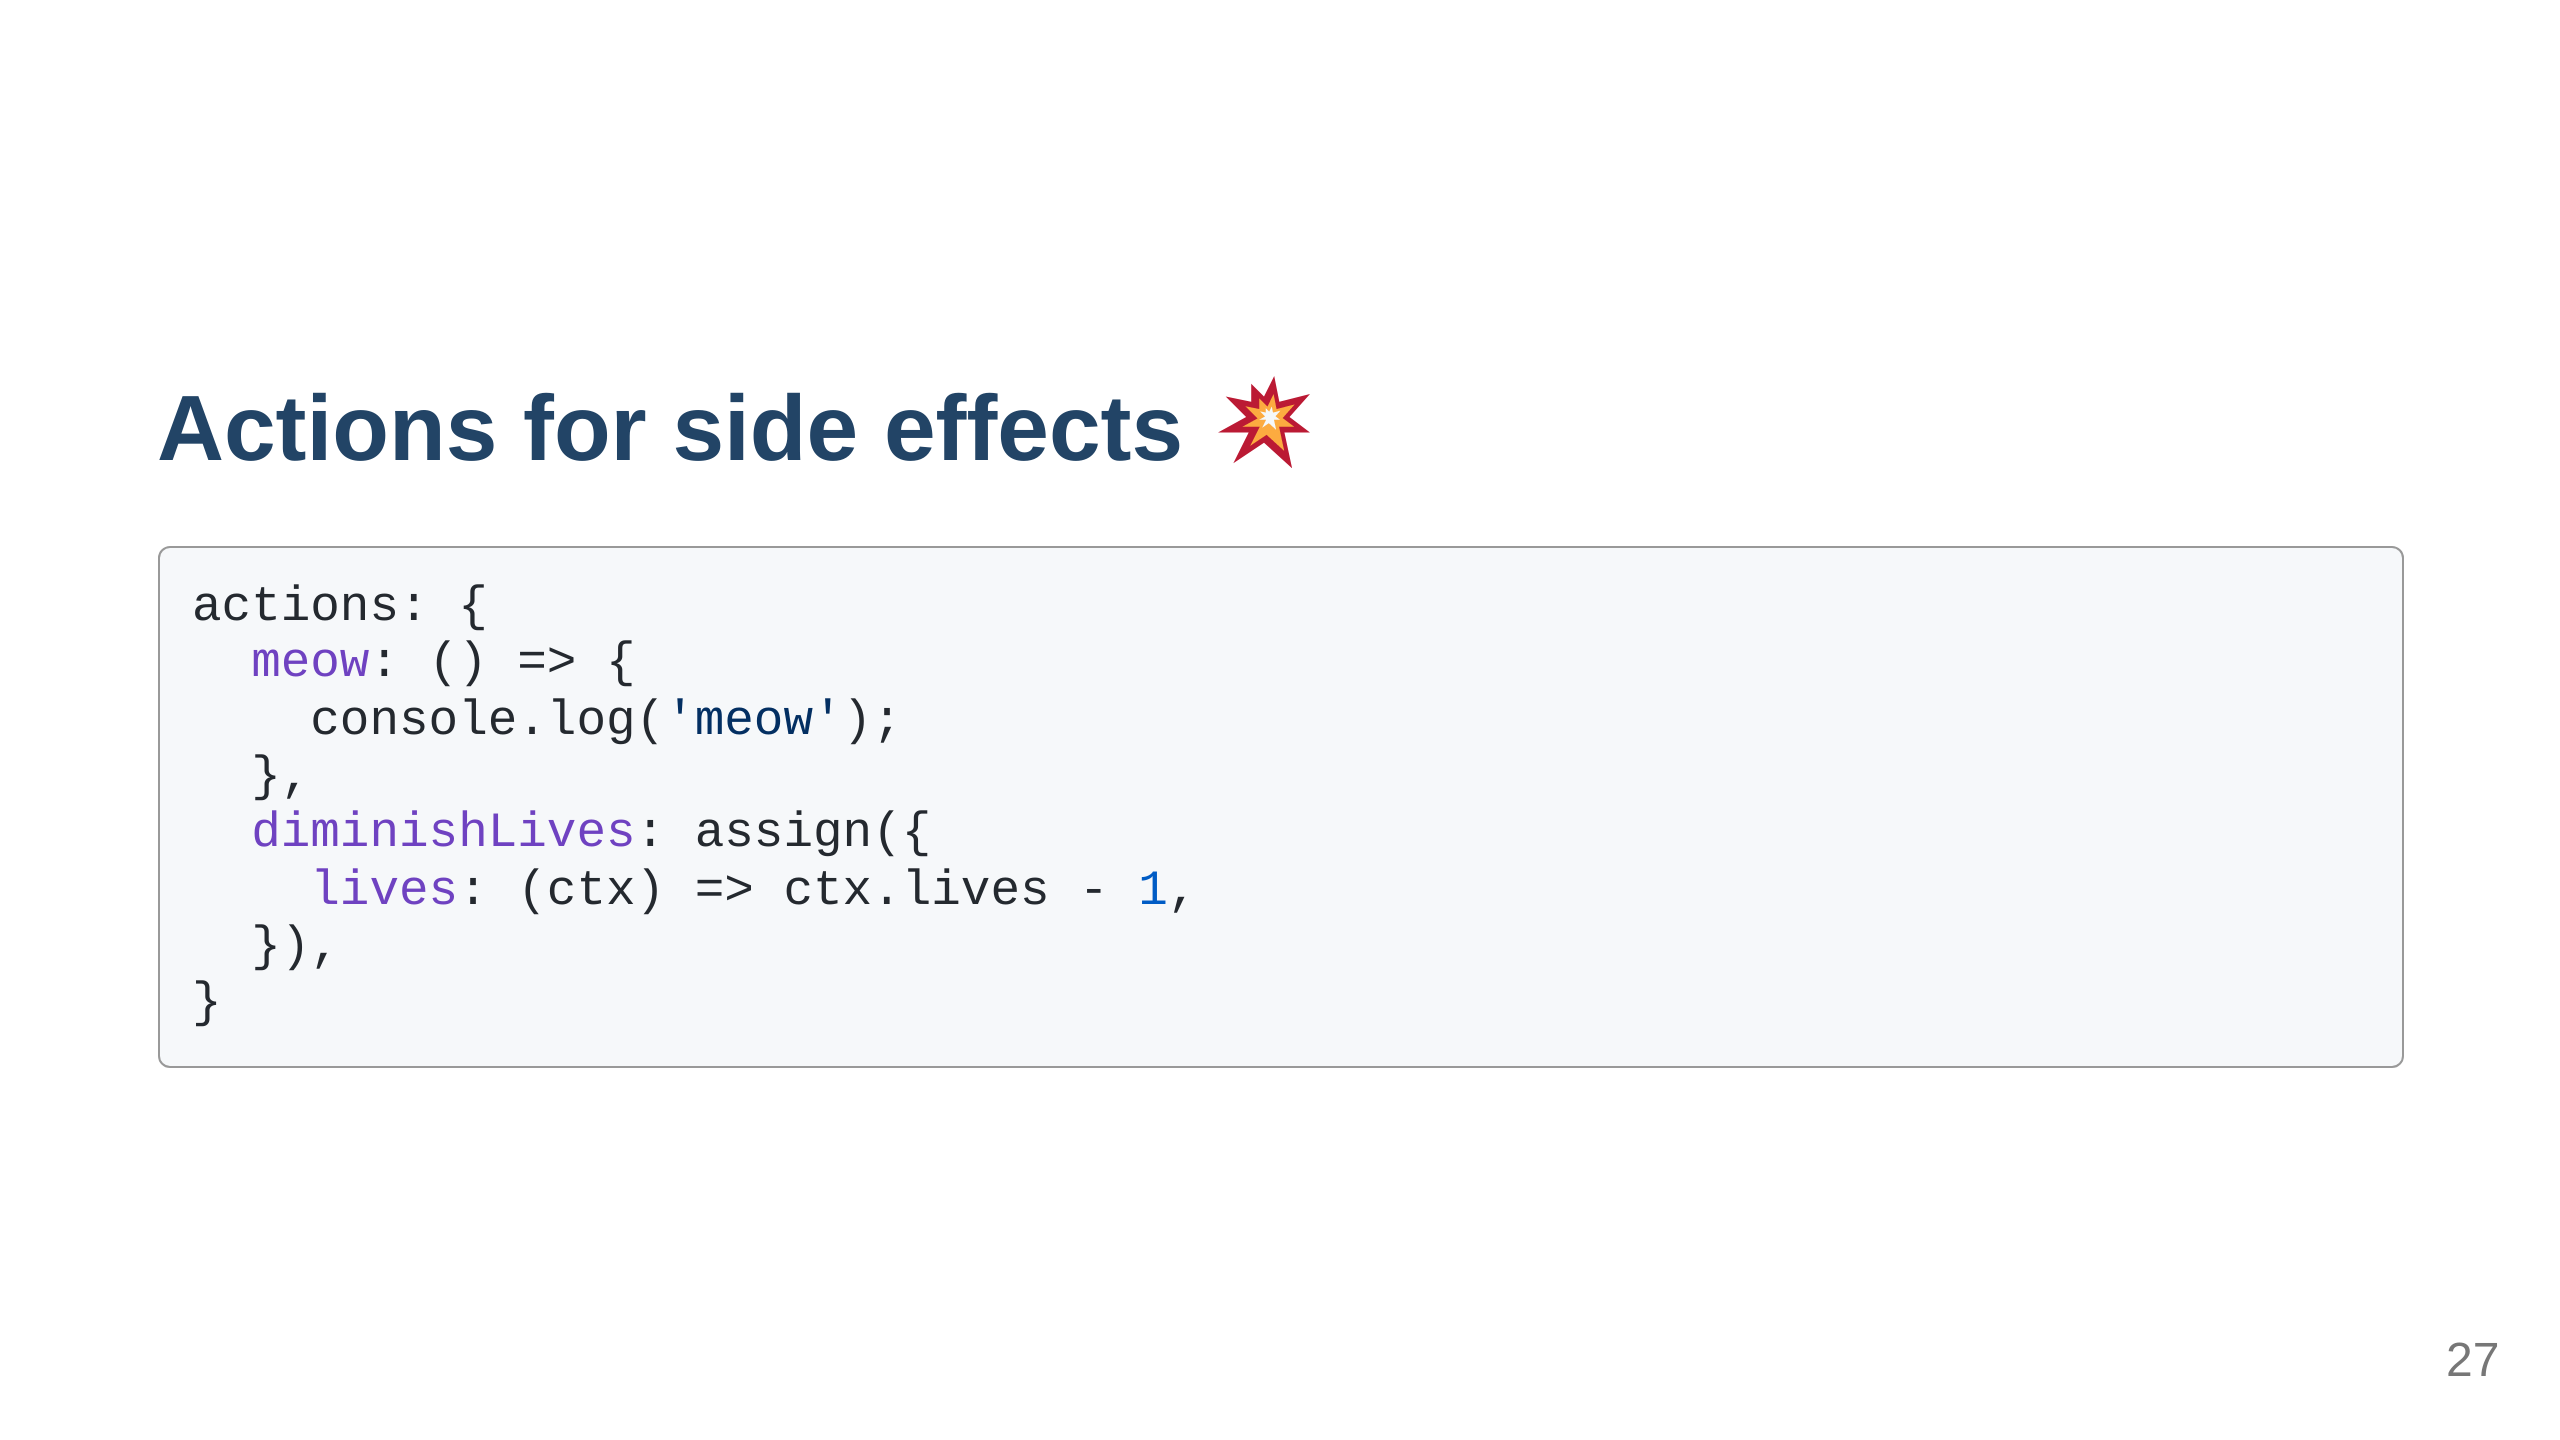 Actions for side effects 💥
actions: {
  meow: () => {
    console.log('meow');
  },
  diminishLives: assign({
    lives: (ctx) => ctx.lives - 1,
  }),
}
27